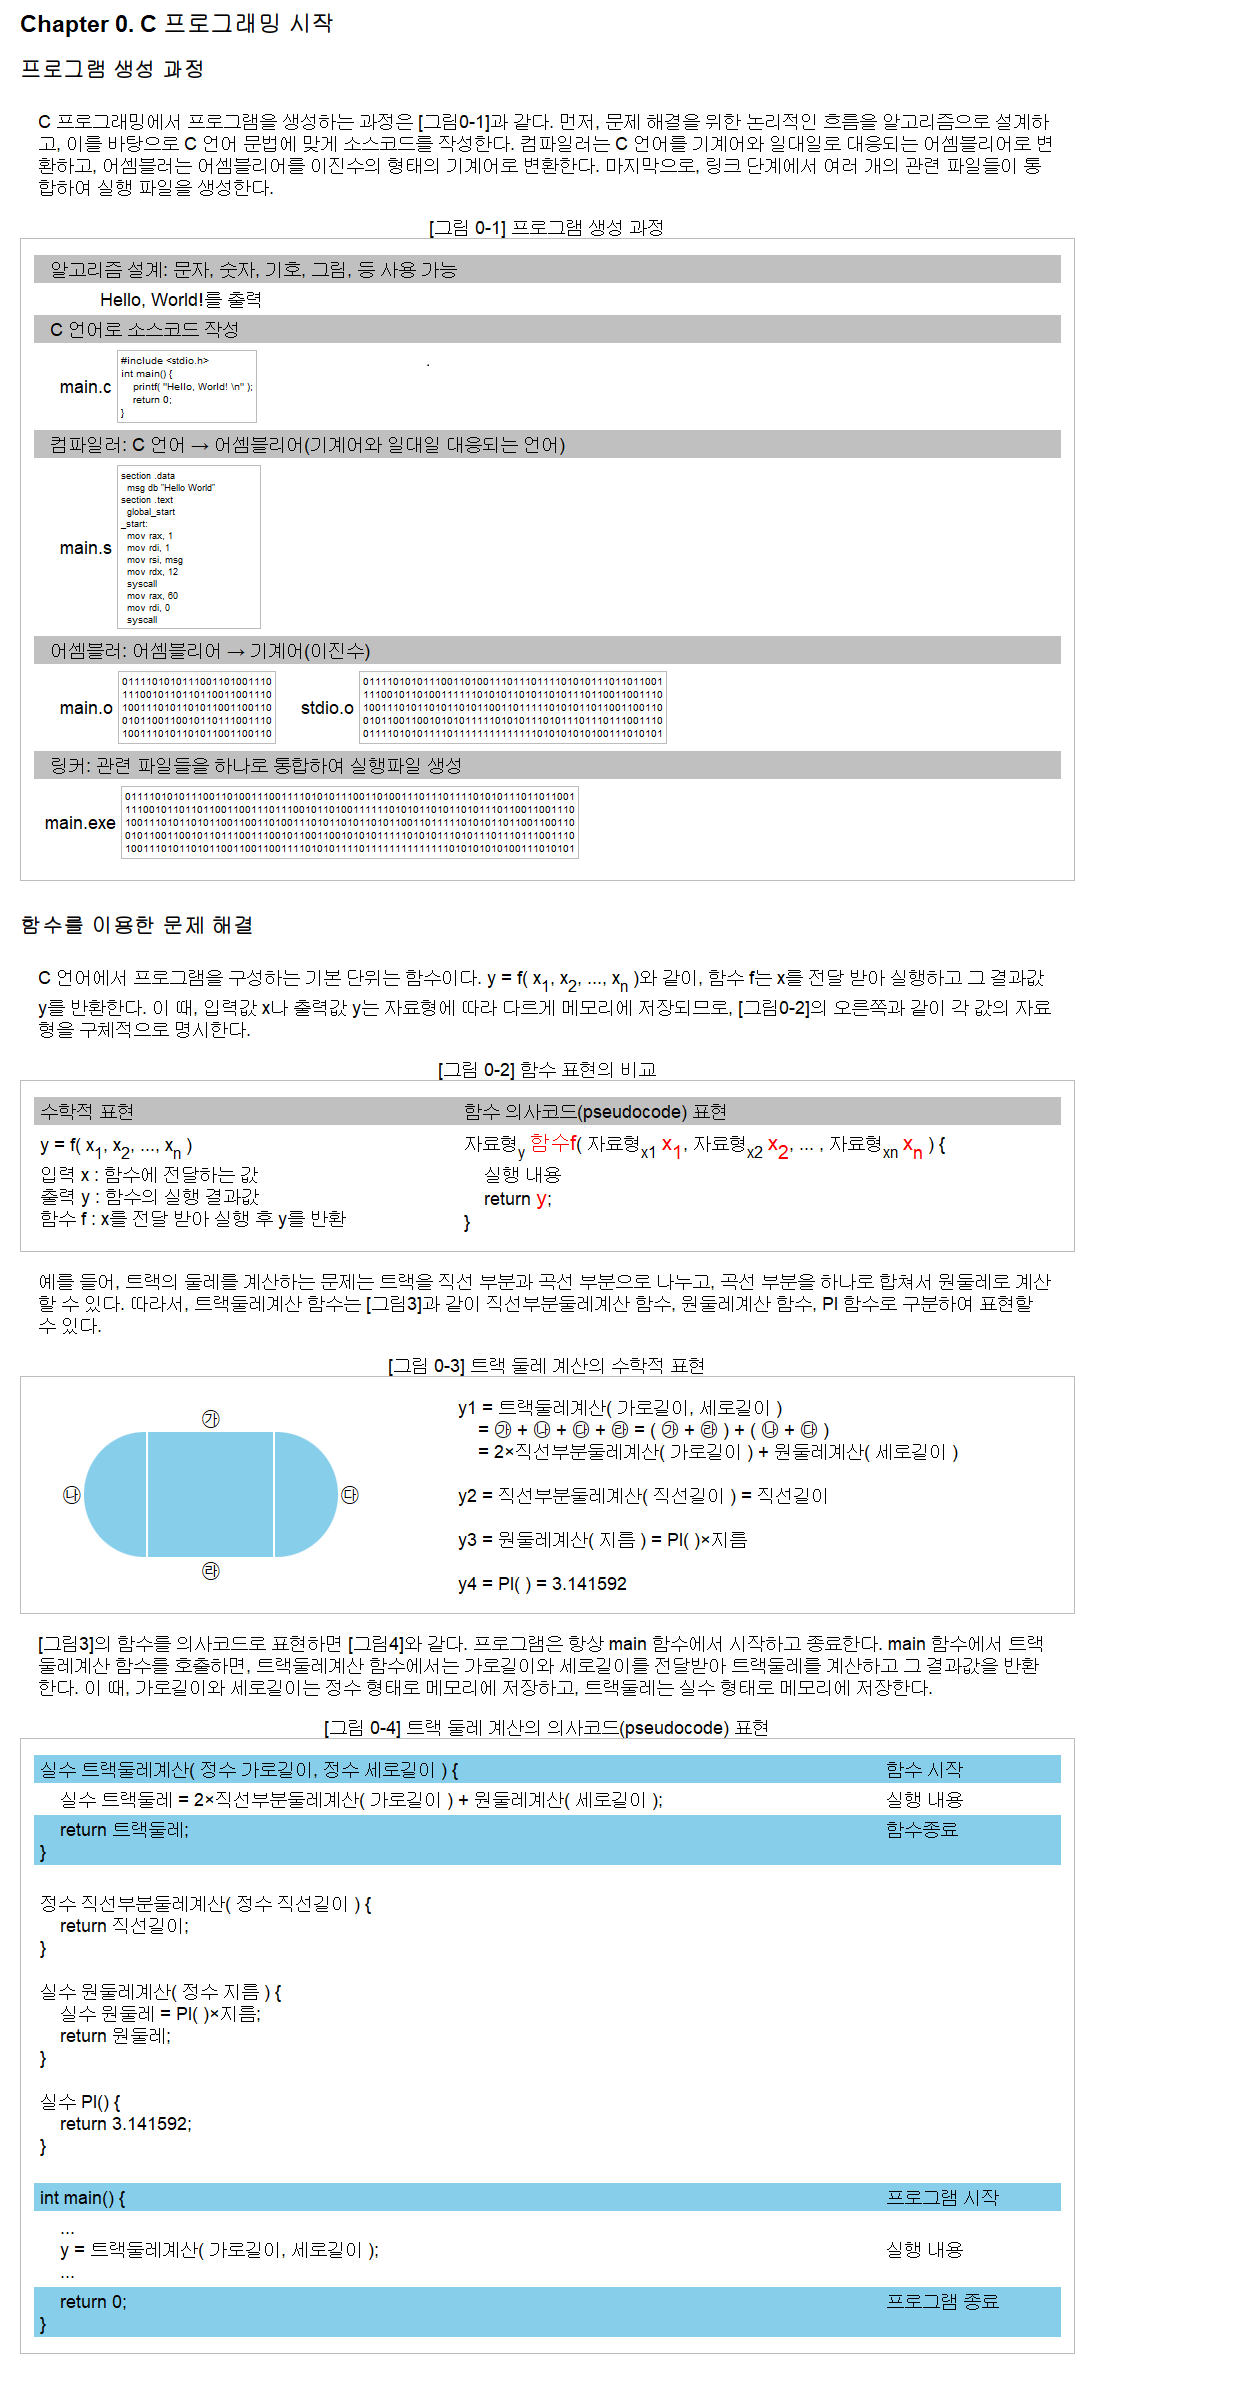 Chapter 0. C 프로그래밍 시작
프로그램 생성 과정
C 프로그래밍에서 프로그램을 생성하는 과정은 [그림0-1]과 같다. 먼저, 문제 해결을 위한 논리적인 흐름을 알고리즘으로 설계하
고, 이를 바탕으로 C 언어 문법에 맞게 소스코드를 작성한다. 컴파일러는 C 언어를 기계어와 일대일로 대응되는 어셈블리어로 변
환하고, 어셈블러는 어셈블리어를 이진수의 형태의 기계어로 변환한다. 마지막으로, 링크 단계에서 여러 개의 관련 파일들이 통
합하여 실행 파일을 생성한다.
[그림 0-1] 프로그램 생성 과정
알고리즘 설계: 문자, 숫자, 기호, 그림, 등 사용 가능
Hello, World!를 출력
C 언어로 소스코드 작성
main.c
#include <stdio.h>
int main() {
printf( "Hello, World! \n" );
return 0;
}
.
컴파일러: C 언어 → 어셈블리어(기계어와 일대일 대응되는 언어)
main.s
section .data
msg db "Hello World"
section .text
global_start
_start:
mov rax, 1
mov rdi, 1
mov rsi, msg
mov rdx, 12
syscall
mov rax, 60
mov rdi, 0
syscall
어셈블러: 어셈블리어 → 기계어(이진수)
main.o
stdio.o
링커: 관련 파일들을 하나로 통합하여 실행파일 생성
main.exe
함수를 이용한 문제 해결
C 언어에서 프로그램을 구성하는 기본 단위는 함수이다. y = f( x1, x2, ..., xn )와 같이, 함수 f는 x를 전달 받아 실행하고 그 결과값
y를 반환한다. 이 때, 입력값 x나 출력값 y는 자료형에 따라 다르게 메모리에 저장되므로, [그림0-2]의 오른쪽과 같이 각 값의 자료
형을 구체적으로 명시한다.
[그림 0-2] 함수 표현의 비교
수학적 표현
y = f( x1, x2, ..., xn )
입력 x : 함수에 전달하는 값
출력 y : 함수의 실행 결과값
함수 f : x를 전달 받아 실행 후 y를 반환
함수 의사코드(pseudocode) 표현
자료형y 함수f( 자료형x1 x1, 자료형x2 x2, ... , 자료형xn xn ) {
실행 내용
return y;
}
예를 들어, 트랙의 둘레를 계산하는 문제는 트랙을 직선 부분과 곡선 부분으로 나누고, 곡선 부분을 하나로 합쳐서 원둘레로 계산
할 수 있다. 따라서, 트랙둘레계산 함수는 [그림3]과 같이 직선부분둘레계산 함수, 원둘레계산 함수, PI 함수로 구분하여 표현할
수 있다.
[그림 0-3] 트랙 둘레 계산의 수학적 표현
㉮
㉯
㉰
㉱
y1 = 트랙둘레계산( 가로길이, 세로길이 )
= ㉮ + ㉯ + ㉰ + ㉱ = ( ㉮ + ㉱ ) + ( ㉯ + ㉰ )
= 2×직선부분둘레계산( 가로길이 ) + 원둘레계산( 세로길이 )
y2 = 직선부분둘레계산( 직선길이 ) = 직선길이
y3 = 원둘레계산( 지름 ) = PI( )×지름
y4 = PI( ) = 3.141592
[그림3]의 함수를 의사코드로 표현하면 [그림4]와 같다. 프로그램은 항상 main 함수에서 시작하고 종료한다. main 함수에서 트랙
둘레계산 함수를 호출하면, 트랙둘레계산 함수에서는 가로길이와 세로길이를 전달받아 트랙둘레를 계산하고 그 결과값을 반환
한다. 이 때, 가로길이와 세로길이는 정수 형태로 메모리에 저장하고, 트랙둘레는 실수 형태로 메모리에 저장한다.
[그림 0-4] 트랙 둘레 계산의 의사코드(pseudocode) 표현
실수 트랙둘레계산( 정수 가로길이, 정수 세로길이 ) { 함수 시작
실수 트랙둘레 = 2×직선부분둘레계산( 가로길이 ) + 원둘레계산( 세로길이 ); 실행 내용
return 트랙둘레; 함수종료
}
정수 직선부분둘레계산( 정수 직선길이 ) {
return 직선길이;
}
실수 원둘레계산( 정수 지름 ) {
실수 원둘레 = PI( )×지름;
return 원둘레;
}
실수 PI() {
return 3.141592;
}
int main() { 프로그램 시작
...
y = 트랙둘레계산( 가로길이, 세로길이 ); 실행 내용
...
return 0; 프로그램 종료
}